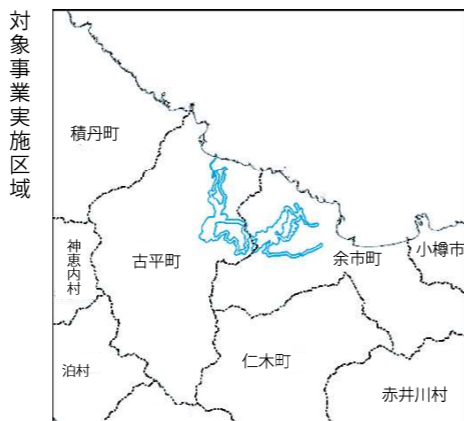 対象事業実施区域
積丹町
神恵内村
古平町
余市町
小樽市
泊村
仁木町
赤井川村